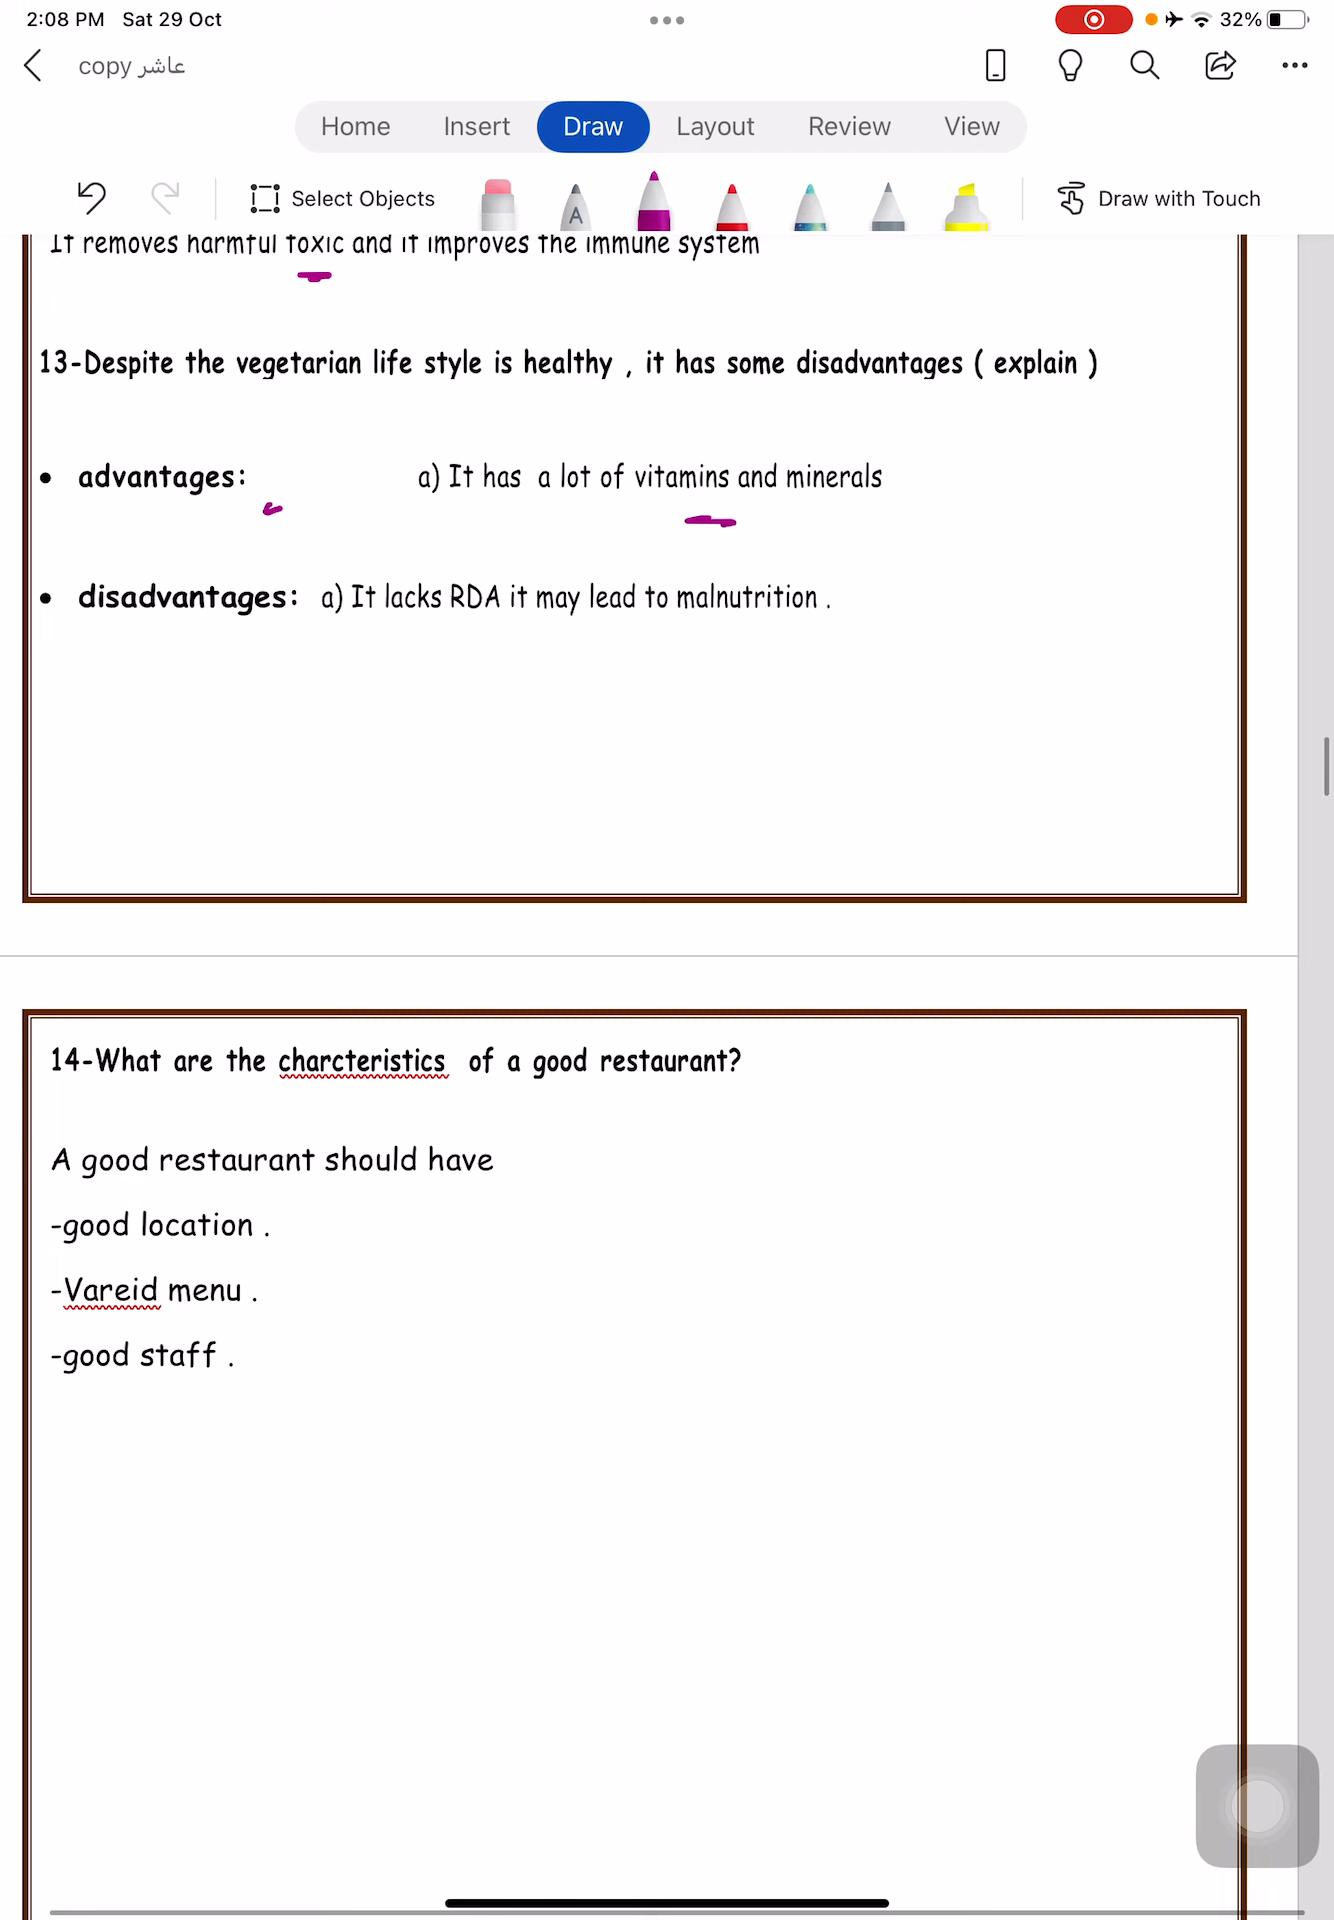 2:08 PM Sat 29 Oct
32%
copy عاشر
Home Insert Draw Layout Review View
Select Objects
A
Draw with Touch
It removes harmful toxic and it improves the immune system
13-Despite the vegetarian life style is healthy , it has some disadvantages ( explain )
• advantages: a) It has a lot of vitamins and minerals
• disadvantages: a) It lacks RDA it may lead to malnutrition .
14-What are the charcteristics of a good restaurant?
A good restaurant should have
-good location .
-Vareid menu .
-good staff .